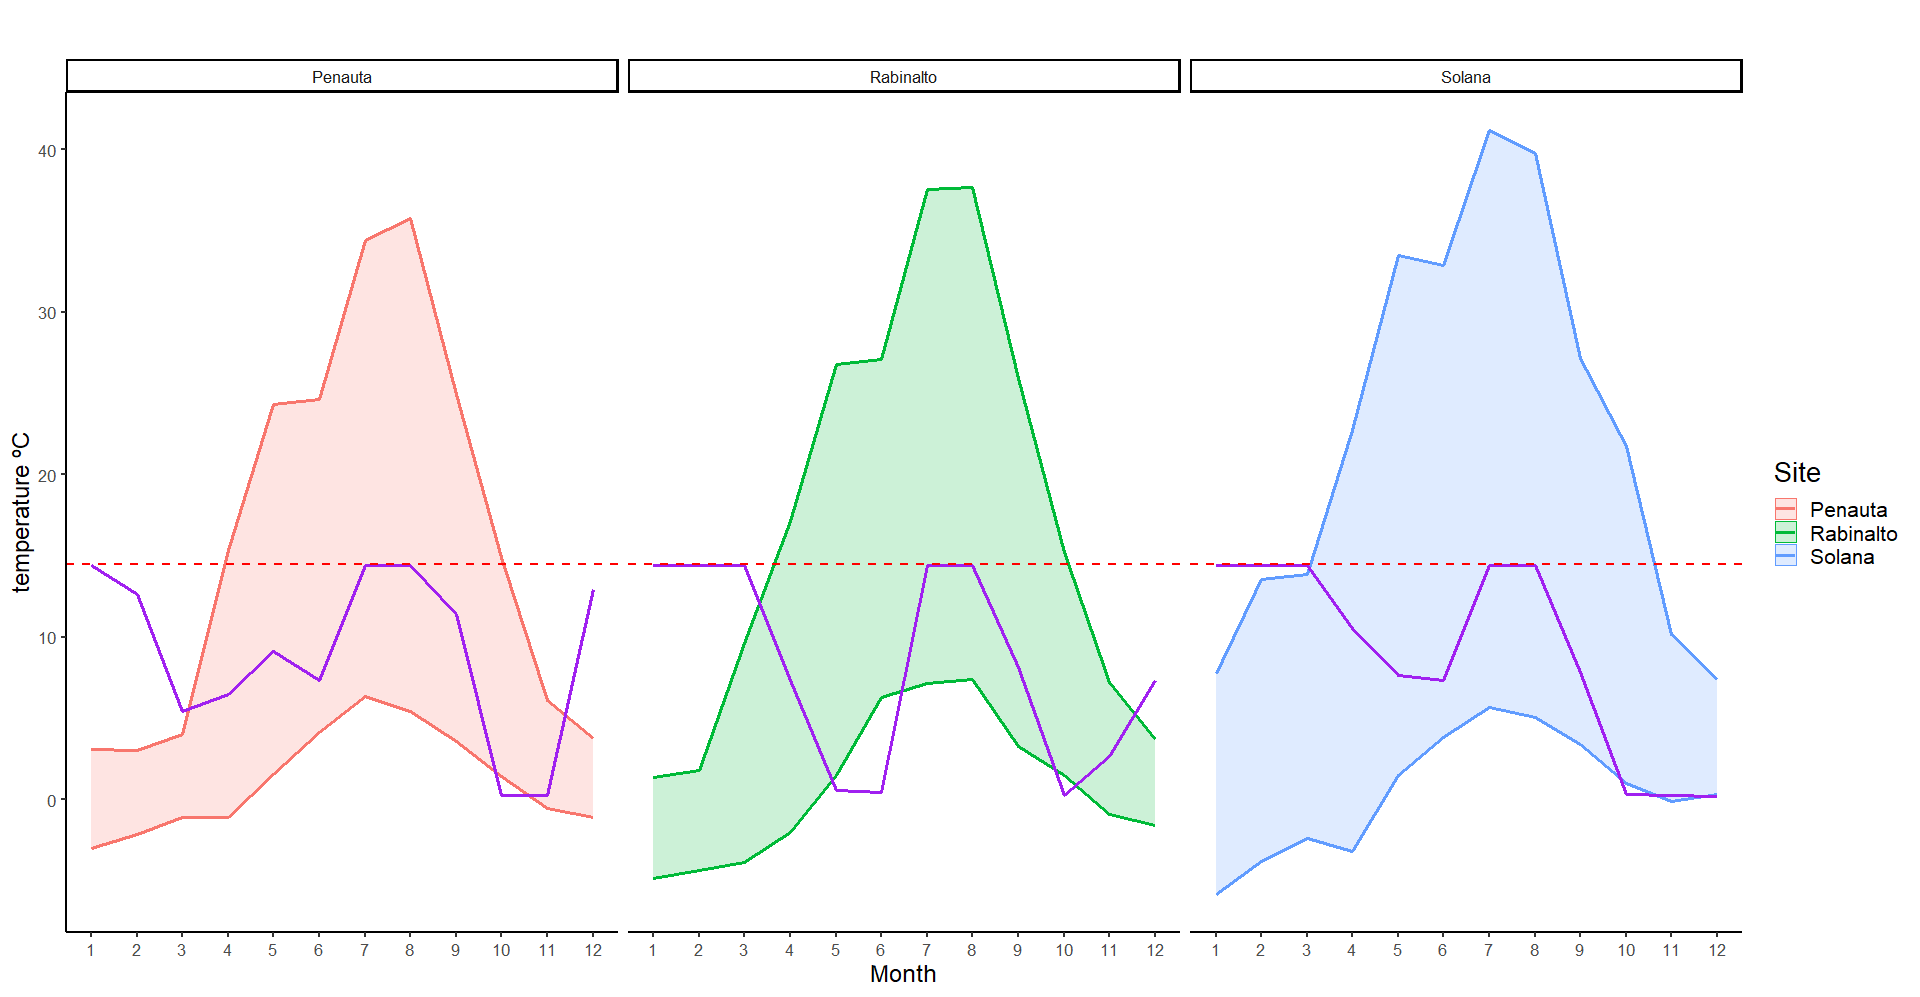 Penauta
Rabinalto
Solana
temperature ºC
40
30
20
10
0
1 2 3 4 5 6 7 8 9 10 11 12
1 2 3 4 5 6 7 8 9 10 11 12
1 2 3 4 5 6 7 8 9 10 11 12
Month
Site
Penauta
Rabinalto
Solana